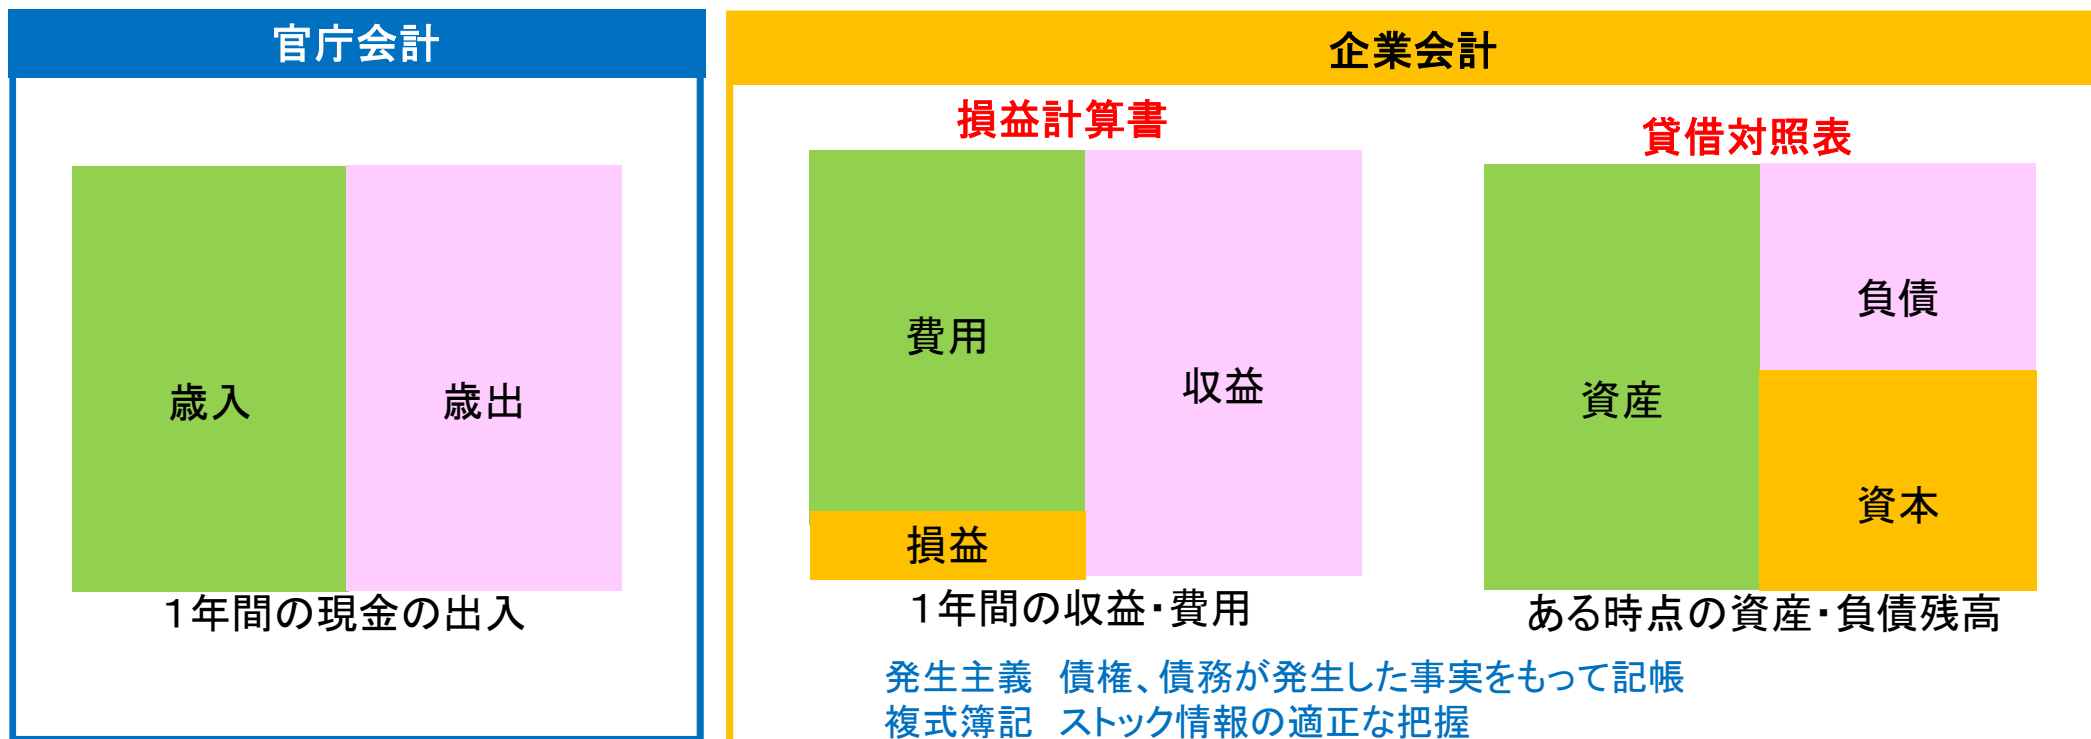 官庁会計
歳入
歳出
1年間の現金の出入
企業会計
損益計算書
費用
収益
損益
1年間の収益・費用
貸借対照表
資産
負債
資本
ある時点の資産・負債残高
発生主義　債権、債務が発生した事実をもって記帳
複式簿記　ストック情報の適正な把握